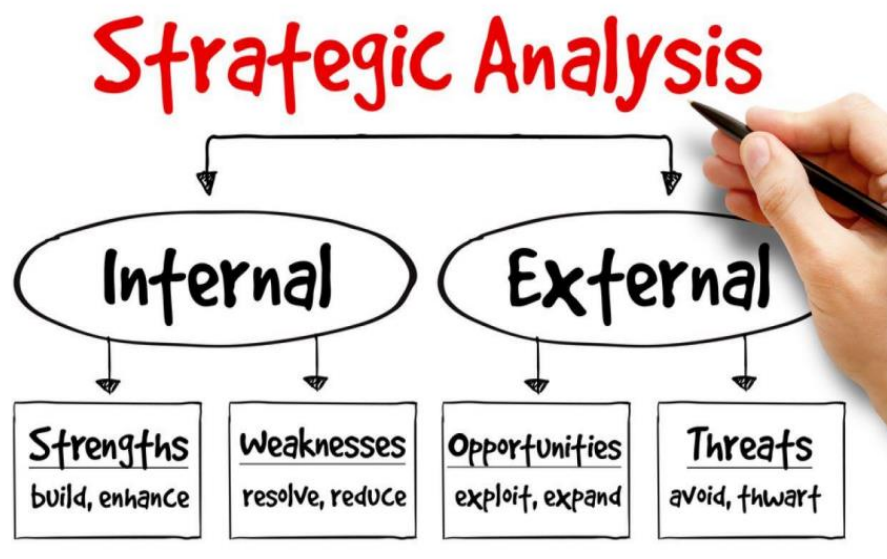 Strategic Analysis
Internal
External
Strengths
build, enhance
Weaknesses
resolve, reduce
Opportunities
exploit, expand
Threats
avoid, thwart